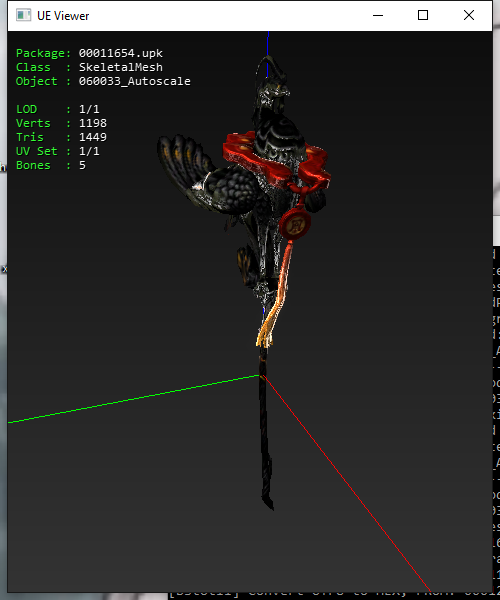 UE Viewer
Package: 00011654.upk
Class : SkeletalMesh
Object : 060033_Autoscale
LOD : 1/1
Verts : 1198
Tris : 1449
UV Set : 1/1
Bones : 5